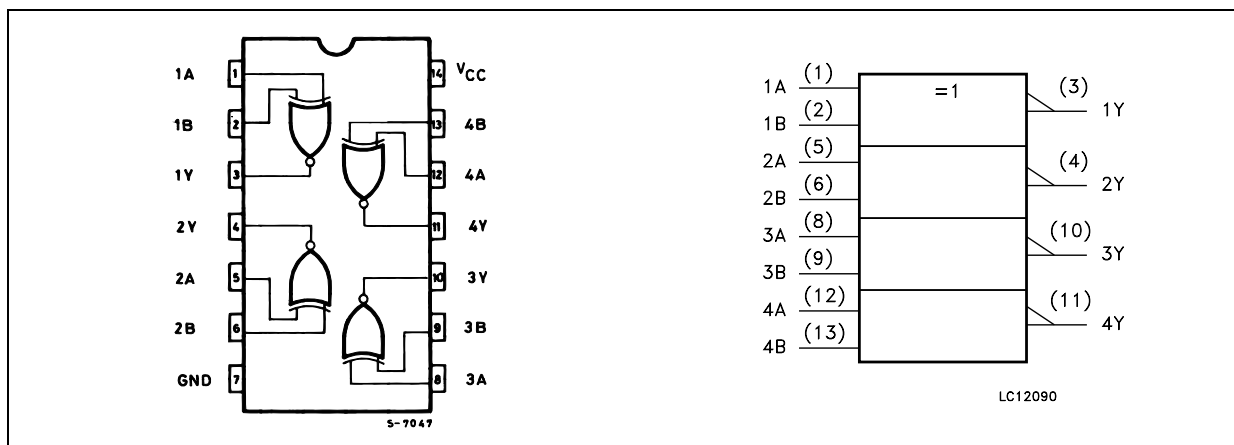 1A 1 14 VCC
1B 2 13 4B
1Y 3 12 4A
2Y 4 11 4Y
2A 5 10 3Y
2B 6 9 3B
GND 7 8 3A
S-7047
1A (1) =1 (3) 1Y
1B (2)
2A (5) (4) 2Y
2B (6)
3A (8) (10) 3Y
3B (9)
4A (12) (11) 4Y
4B (13)
LC12090